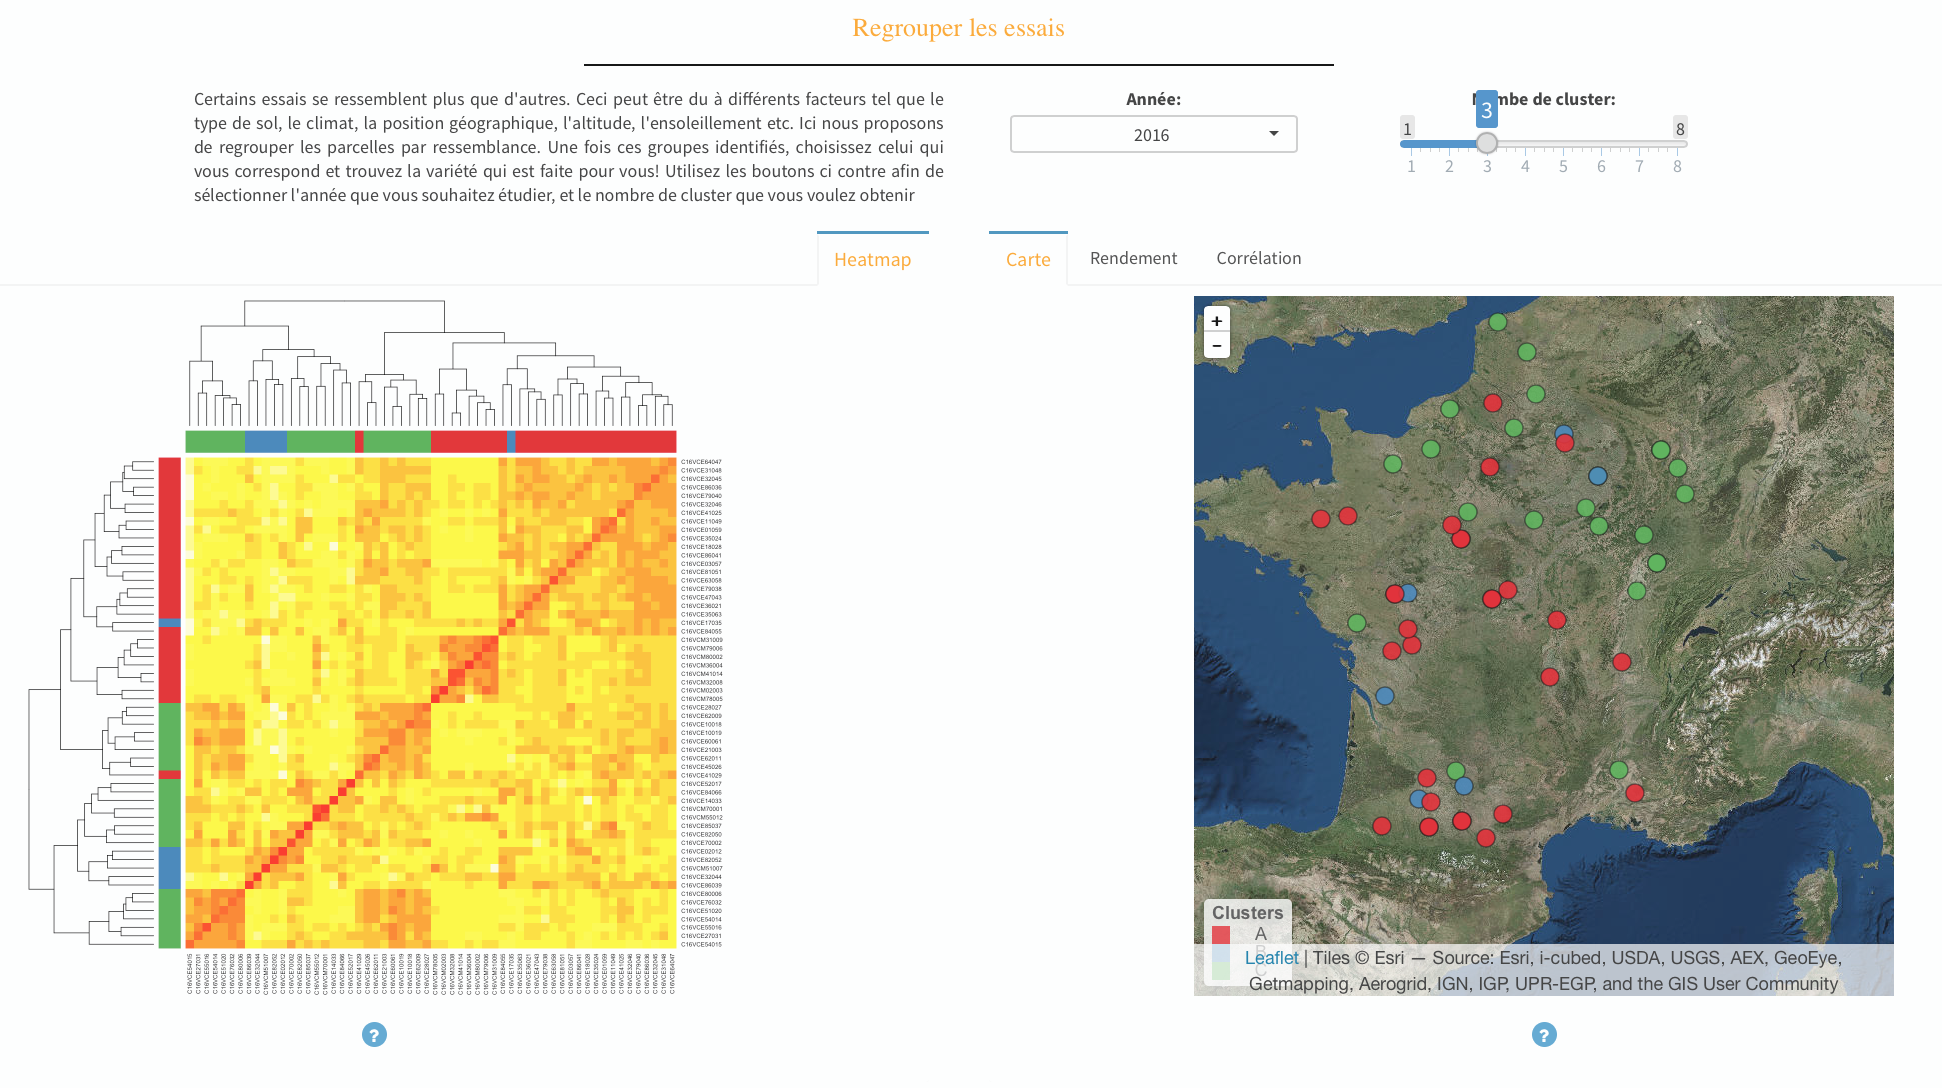 Regrouper les essais
Certains essais se ressemblent plus que d'autres. Ceci peut être du à différents facteurs tel que le
type de sol, le climat, la position géographique, l'altitude, l'ensoleillement etc. Ici nous proposons
de regrouper les parcelles par ressemblance. Une fois ces groupes identifiés, choisissez celui qui
vous correspond et trouvez la variété qui est faite pour vous! Utilisez les boutons ci contre afin de
sélectionner l'année que vous souhaitez étudier, et le nombre de cluster que vous voulez obtenir
Année:
2016
mbe de cluster:
3
1 8
1 2 3 4 5 6 7 8
Heatmap
Carte Rendement Corrélation
C16VCE64047
C16VCE31048
C16VCE32045
C16VCE86036
C16VCE79040
C16VCE32046
C16VCE41025
C16VCE11049
C16VCE01059
C16VCE35024
C16VCE18028
C16VCE86041
C16VCE03057
C16VCE81051
C16VCE63058
C16VCE79038
C16VCE47043
C16VCE36021
C16VCE35063
C16VCE17035
C16VCE84055
C16VCM31009
C16VCM79006
C16VCM80002
C16VCM36004
C16VCM41014
C16VCM32008
C16VCM02003
C16VCM78005
C16VCE28027
C16VCE62009
C16VCE10018
C16VCE10019
C16VCE60061
C16VCE21003
C16VCE62011
C16VCE45026
C16VCE41029
C16VCE52017
C16VCE84066
C16VCE14033
C16VCM70001
C16VCM55012
C16VCE85037
C16VCE82050
C16VCE70002
C16VCE02012
C16VCE82052
C16VCM51007
C16VCE32044
C16VCE86039
C16VCE80006
C16VCE76032
C16VCE51020
C16VCE54014
C16VCE55016
C16VCE27031
C16VCE54015
+
−
Clusters
A
B
C
Leaflet | Tiles © Esri — Source: Esri, i-cubed, USDA, USGS, AEX, GeoEye,
Getmapping, Aerogrid, IGN, IGP, UPR-EGP, and the GIS User Community
?
?